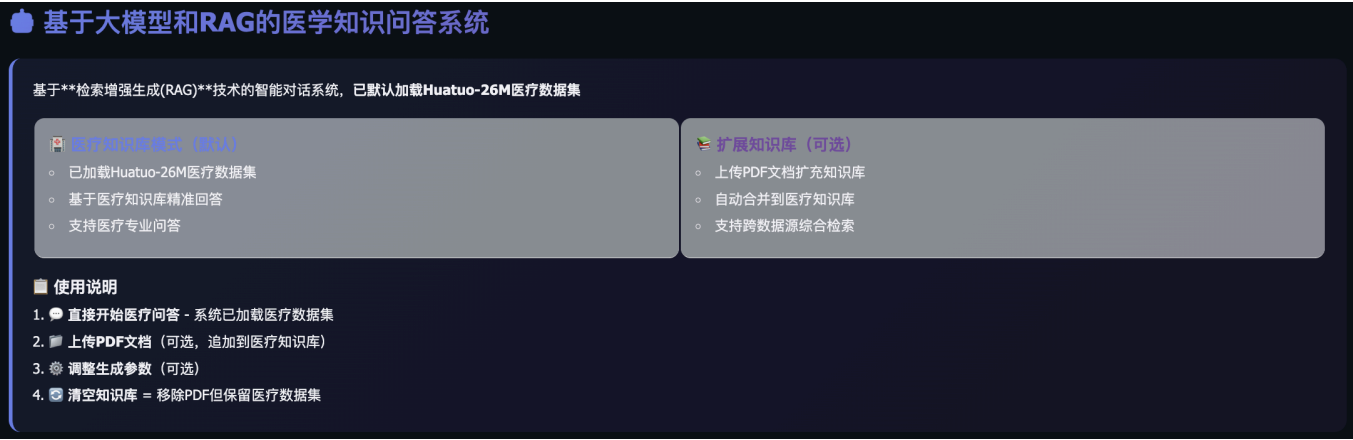 基于大模型和RAG的医学知识问答系统
基于**检索增强生成(RAG)**技术的智能对话系统，已默认加载Huatuo-26M医疗数据集
医疗知识库模式（默认）
已加载Huatuo-26M医疗数据集
基于医疗知识库精准回答
支持医疗专业问答
扩展知识库（可选）
上传PDF文档扩充知识库
自动合并到医疗知识库
支持跨数据源综合检索
使用说明
1. 💬 直接开始医疗问答 - 系统已加载医疗数据集
2. 📁 上传PDF文档（可选，追加到医疗知识库）
3. ⚙️ 调整生成参数（可选）
4. 🔄 清空知识库 = 移除PDF但保留医疗数据集